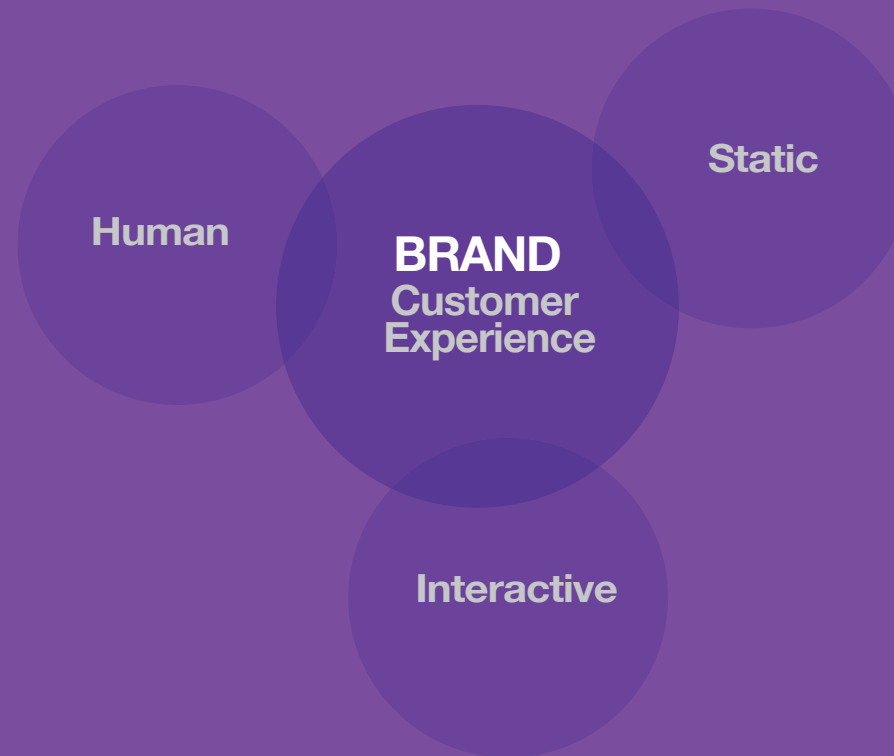 Static
Human
BRAND
Customer
Experience
Interactive